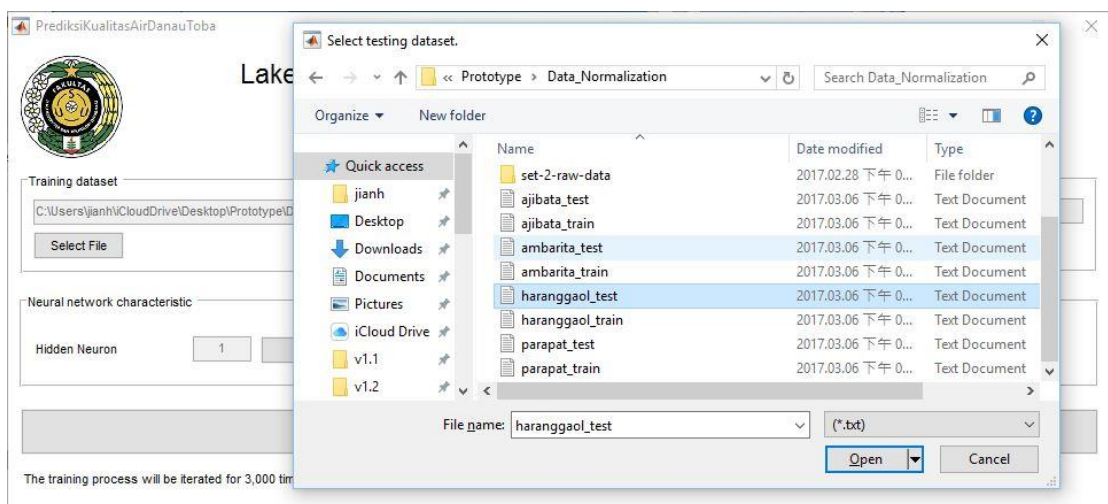 PrediksiKualitasAirDanauToba
Lake
Training dataset
C:\Users\jianh\iCloudDrive\Desktop\Prototype\D
Select File
Neural network characteristic
Hidden Neuron 1
The training process will be iterated for 3,000 tim
Select testing dataset.
« Prototype › Data_Normalization Search Data_Normalization
Organize New folder
Quick access
jianh
Desktop
Downloads
Documents
Pictures
iCloud Drive
v1.1
v1.2
Name Date modified Type
set-2-raw-data 2017.02.28 下午 0... File folder
ajibata_test 2017.03.06 下午 0... Text Document
ajibata_train 2017.03.06 下午 0... Text Document
ambarita_test 2017.03.06 下午 0... Text Document
ambarita_train 2017.03.06 下午 0... Text Document
haranggaol_test 2017.03.06 下午 0... Text Document
haranggaol_train 2017.03.06 下午 0... Text Document
parapat_test 2017.03.06 下午 0... Text Document
parapat_train 2017.03.06 下午 0... Text Document
File name: haranggaol_test (*.txt)
Open Cancel